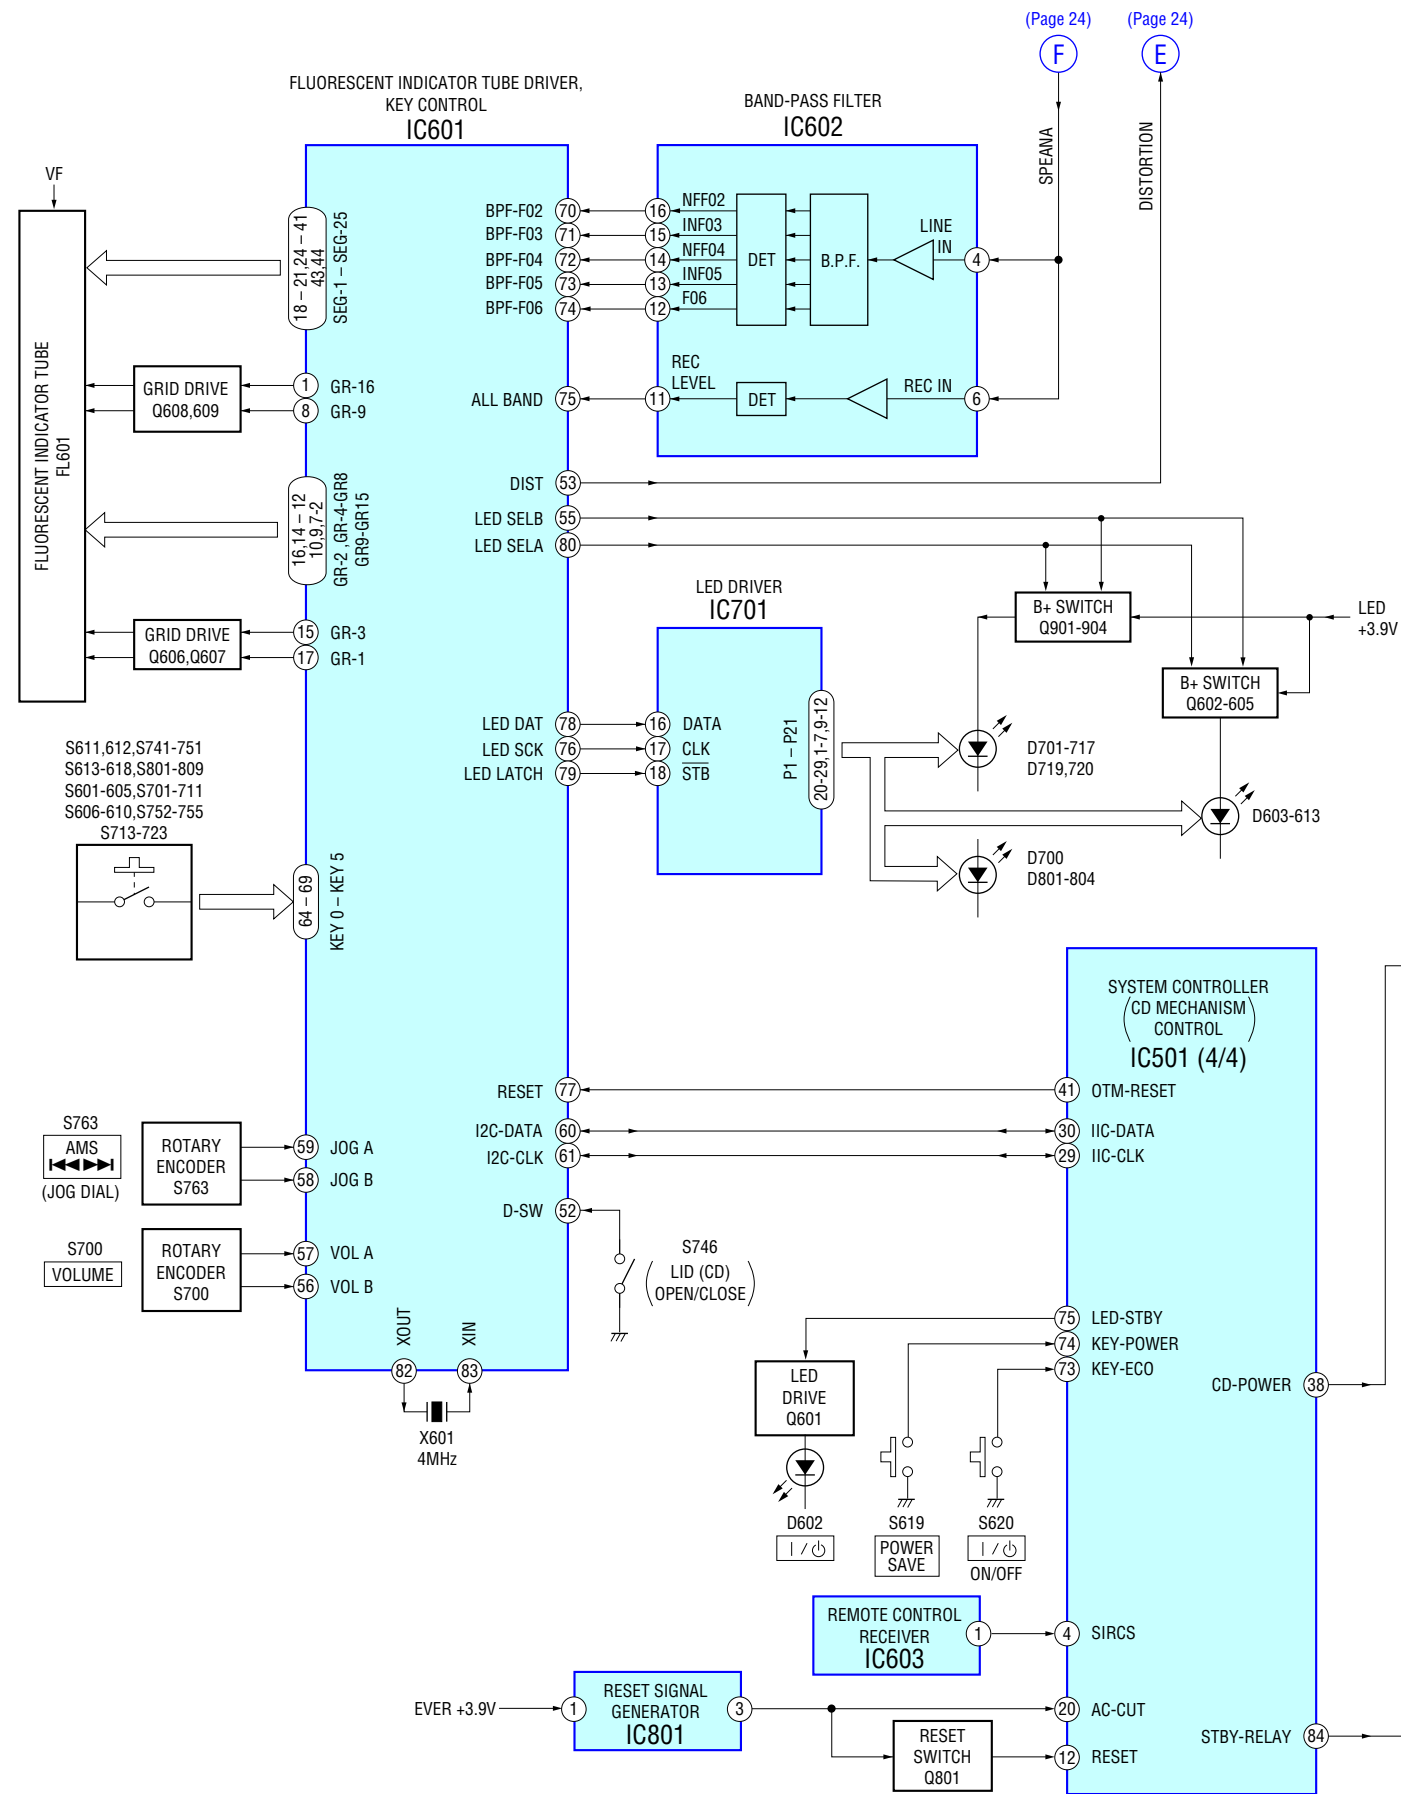 (Page 24)
(Page 24)
F
E
SPEANA
DISTORTION
FLUORESCENT INDICATOR TUBE DRIVER,
KEY CONTROL
IC601
BAND-PASS FILTER
IC602
VF
FLUORESCENT INDICATOR TUBE
FL601
18 – 21,24 – 41
43,44
SEG-1 – SEG-25
BPF-F02
70
16
NFF02
BPF-F03
71
15
INF03
BPF-F04
72
14
NFF04
BPF-F05
73
13
INF05
BPF-F06
74
12
F06
DET
B.P.F.
LINE
IN
4
GRID DRIVE
Q608,609
1
GR-16
8
GR-9
ALL BAND
75
11
REC
LEVEL
DET
REC IN
6
16,14 – 12
10,9,7-2
GR-2 ,GR-4-GR8
GR9-GR15
DIST
53
LED SELB
55
LED SELA
80
GRID DRIVE
Q606,Q607
15
GR-3
17
GR-1
LED DRIVER
IC701
B+ SWITCH
Q901-904
LED
+3.9V
B+ SWITCH
Q602-605
LED DAT
78
16
DATA
LED SCK
76
17
CLK
LED LATCH
79
18
STB
P1 – P21
20-29,1-7,9-12
D701-717
D719,720
D603-613
D700
D801-804
S611,612,S741-751
S613-618,S801-809
S601-605,S701-711
S606-610,S752-755
S713-723
64 – 69
KEY 0 – KEY 5
SYSTEM CONTROLLER
CD MECHANISM
CONTROL
IC501 (4/4)
RESET
77
41
OTM-RESET
I2C-DATA
60
30
IIC-DATA
I2C-CLK
61
29
IIC-CLK
D-SW
52
S746
LID (CD)
OPEN/CLOSE
S763
AMS
(JOG DIAL)
ROTARY
ENCODER
S763
59
JOG A
58
JOG B
S700
VOLUME
ROTARY
ENCODER
S700
57
VOL A
56
VOL B
XOUT
XIN
82
83
X601
4MHz
75
LED-STBY
74
KEY-POWER
73
KEY-ECO
CD-POWER
38
LED
DRIVE
Q601
D602
I / ⏻
S619
POWER
SAVE
S620
I / ⏻
ON/OFF
REMOTE CONTROL
RECEIVER
IC603
1
4
SIRCS
EVER +3.9V
1
RESET SIGNAL
GENERATOR
IC801
3
20
AC-CUT
RESET
SWITCH
Q801
12
RESET
STBY-RELAY
84